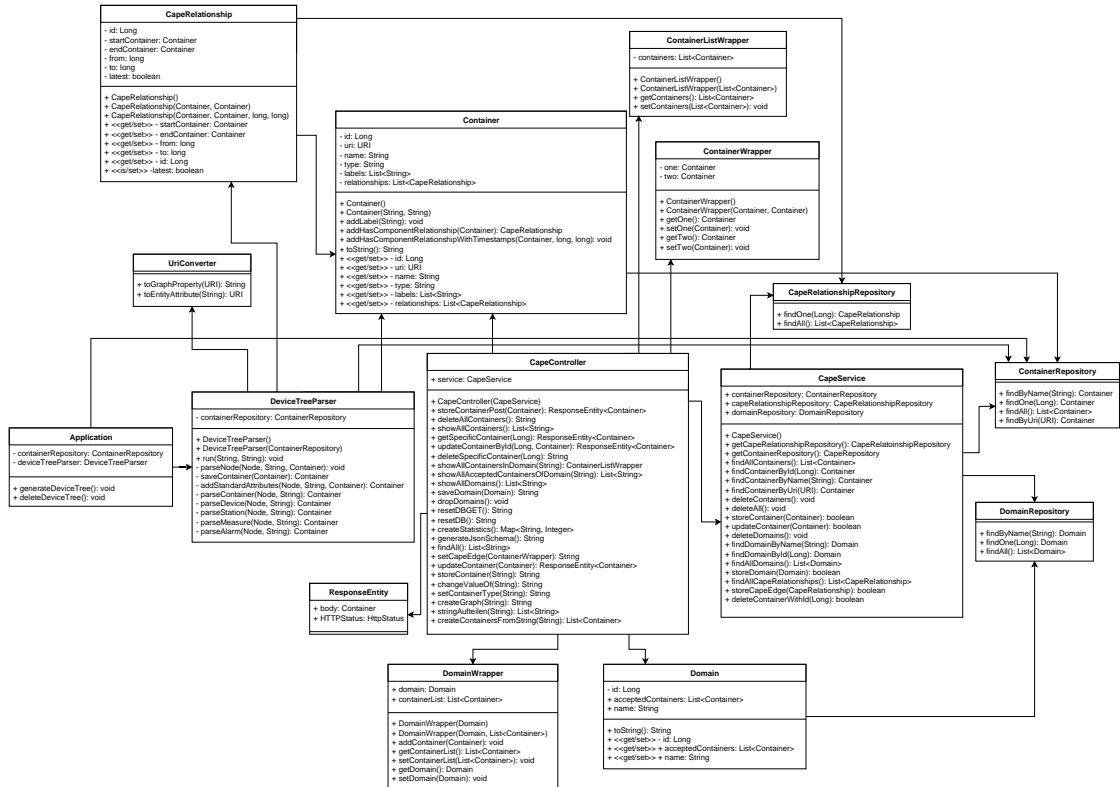 CapeRelationship
- id: Long
- startContainer: Container
- endContainer: Container
- from: long
- to: long
- latest: boolean
+ CapeRelationship()
+ CapeRelationship(Container, Container)
+ CapeRelationship(Container, Container, long, long)
+ <<get/set>> - startContainer: Container
+ <<get/set>> - endContainer: Container
+ <<get/set>> - from: long
+ <<get/set>> - to: long
+ <<get/set>> - id: Long
+ <<is/set>> -latest: boolean
ContainerListWrapper
- containers: List<Container>
+ ContainerListWrapper()
+ ContainerListWrapper(List<Container>)
+ getContainers(): List<Container>
+ setContainers(List<Container>): void
Container
- id: Long
- uri: URI
- name: String
- type: String
- labels: List<String>
- relationships: List<CapeRelationship>
+ Container()
+ Container(String, String)
+ addLabel(String): void
+ addHasComponentRelationship(Container): CapeRelationship
+ addHasComponentRelationshipWithTimestamps(Container, long, long): void
+ toString(): String
+ <<get/set>> - id: Long
+ <<get/set>> - uri: URI
+ <<get/set>> - name: String
+ <<get/set>> - type: String
+ <<get/set>> - labels: List<String>
+ <<get/set>> - relationships: List<CapeRelationship>
ContainerWrapper
- one: Container
- two: Container
+ ContainerWrapper()
+ ContainerWrapper(Container, Container)
+ getOne(): Container
+ setOne(Container): void
+ getTwo(): Container
+ setTwo(Container): void
UriConverter
+ toGraphProperty(URI): String
+ toEntityAttribute(String): URI
CapeRelationshipRepository
+ findOne(Long): CapeRelationship
+ findAll(): List<CapeRelationship>
ContainerRepository
+ findByName(String): Container
+ findOne(Long): Container
+ findAll(): List<Container>
+ findByUri(URI): Container
Application
- containerRepository: ContainerRepository
- deviceTreeParser: DeviceTreeParser
+ generateDeviceTree(): void
+ deleteDeviceTree(): void
DeviceTreeParser
- containerRepository: ContainerRepository
+ DeviceTreeParser()
+ DeviceTreeParser(ContainerRepository)
+ run(String, String): void
- parseNode(Node, String, Container): void
- saveContainer(Container): Container
- addStandardAttributes(Node, String, Container): Container
- parseContainer(Node, String): Container
- parseDevice(Node, String): Container
- parseStation(Node, String): Container
- parseMeasure(Node, String): Container
- parseAlarm(Node, String): Container
CapeController
+ service: CapeService
+ CapeController(CapeService)
+ storeContainerPost(Container): ResponseEntity<Container>
+ deleteAllContainers(): String
+ showAllContainers(): List<String>
+ getSpecificContainer(Long): ResponseEntity<Container>
+ updateContainerById(Long, Container): ResponseEntity<Container>
+ deleteSpecificContainer(Long): String
+ showAllContainersInDomain(String): ContainerListWrapper
+ showAllAcceptedContainersOfDomain(String): List<String>
+ showAllDomains(): List<String>
+ saveDomain(Domain): String
+ dropDomains(): void
+ resetDBGET(): String
+ resetDB(): String
+ createStatistics(): Map<String, Integer>
+ generateJsonSchema(): String
+ findAll(): List<String>
+ setCapeEdge(ContainerWrapper): String
+ updateContainer(Container): ResponseEntity<Container>
+ storeContainer(String): String
+ changeValueOf(String): String
+ setContainerType(String): String
+ createGraph(String): String
+ stringAufteilen(String): List<String>
+ createContainersFromString(String): List<Container>
CapeService
+ containerRepository: ContainerRepository
+ capeRelationshipRepository: CapeRelationshipRepository
+ domainRepository: DomainRepository
+ CapeService()
+ getCapeRelationshipRepository(): CapeRelatoinshipRepository
+ getContainerRepository(): CapeRepository
+ findAllContainers(): List<Container>
+ findContainerById(Long): Container
+ findContainerByName(String): Container
+ findContainerByUri(URI): Container
+ deleteContainers(): void
+ deleteAll(): void
+ storeContainer(Container): boolean
+ updateContainer(Container): boolean
+ deleteDomains(): void
+ findDomainByName(String): Domain
+ findDomainById(Long): Domain
+ findAllDomains(): List<Domain>
+ storeDomain(Domain): boolean
+ findAllCapeRelationships(): List<CapeRelationship>
+ storeCapeEdge(CapeRelationship): boolean
+ deleteContainerWithId(Long): boolean
DomainRepository
+ findByName(String): Domain
+ findOne(Long): Domain
+ findAll(): List<Domain>
ResponseEntity
+ body: Container
+ HTTPStatus: HttpStatus
DomainWrapper
+ domain: Domain
+ containerList: List<Container>
+ DomainWrapper(Domain)
+ DomainWrapper(Domain, List<Container>)
+ addContainer(Container): void
+ getContainerList(): List<Container>
+ setContainerList(List<Container>): void
+ getDomain(): Domain
+ setDomain(Domain): void
Domain
- id: Long
+ acceptedContainers: List<Container>
+ name: String
+ toString(): String
+ <<get/set>> - id: Long
+ <<get/set>> + acceptedContainers: List<Container>
+ <<get/set>> + name: String